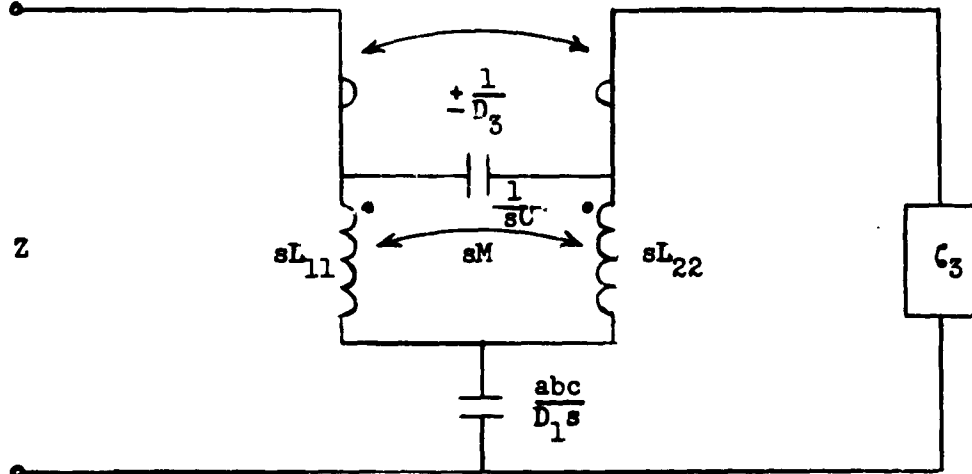 ± 1/D₃
1/sC
Z
sL₁₁
sM
sL₂₂
ζ₃
abc/D₁s